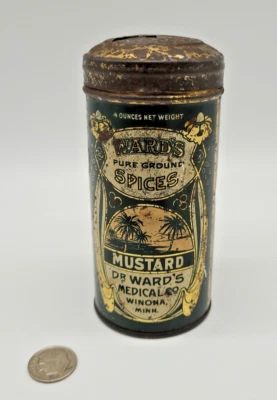 4 OUNCES NET WEIGHT
WARD'S
PURE GROUND
SPICES
MUSTARD
DR WARD'S
MEDICAL CO
WINONA,
MINN.